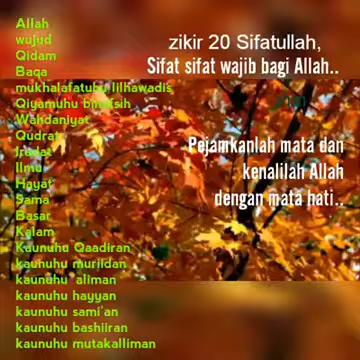 Allah
wujud
Qidam
Baqa
mukhalafatuhu lilhawadis
Qiyamuhu binafsih
Wahdaniyat
Qudrat
Iradat
Ilmu
Hayat
Sama
Basar
Kalam
Kaunuhu Qaadiran
kaunuhu muriidan
kaunuhu 'aliman
kaunuhu hayyan
kaunuhu sami'an
kaunuhu bashiiran
kaunuhu mutakalliman
zikir 20 Sifatullah,
Sifat sifat wajib bagi Allah..
Pejamkanlah mata dan
kenalilah Allah
dengan mata hati..